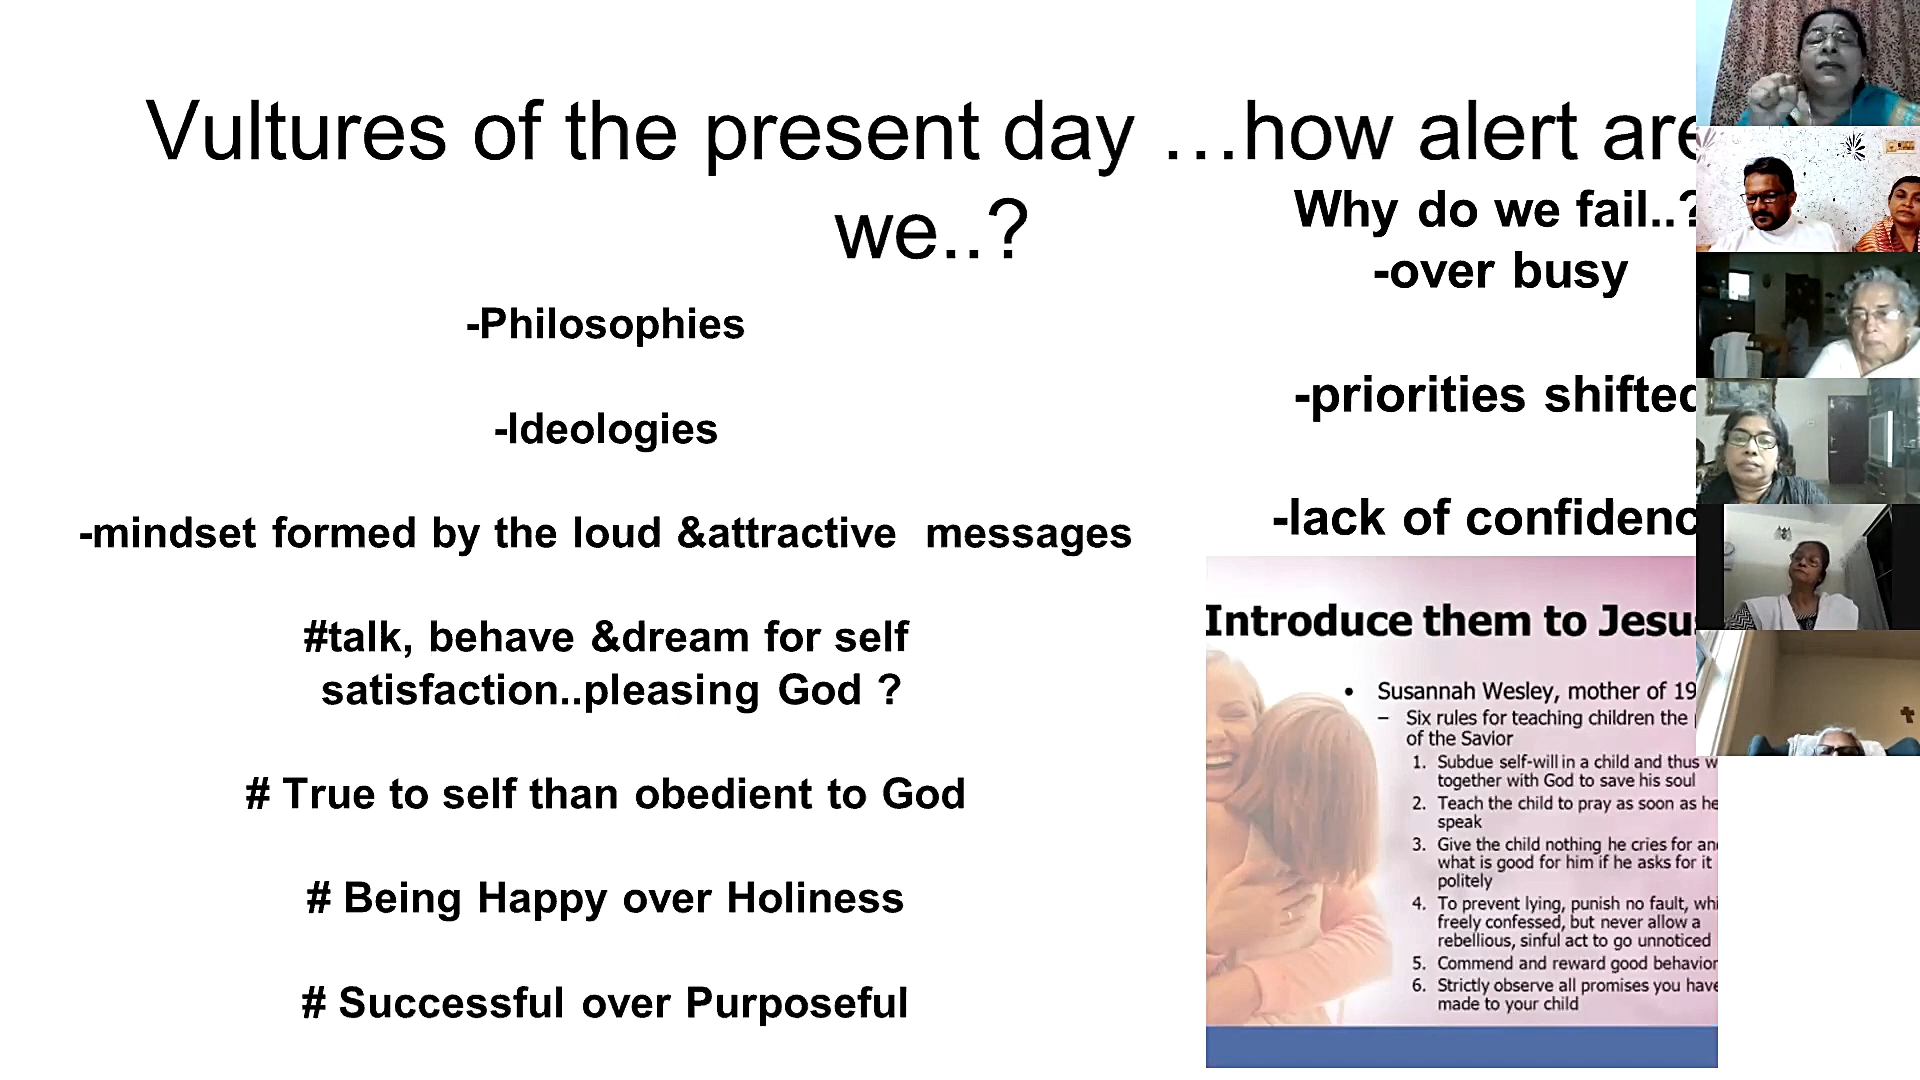 Vultures of the present day …how alert are
we..?
-Philosophies
-Ideologies
-mindset formed by the loud &attractive  messages
#talk, behave &dream for self
satisfaction..pleasing God ?
# True to self than obedient to God
# Being Happy over Holiness
# Successful over Purposeful
Why do we fail..?
-over busy
-priorities shifted
-lack of confidenc
Introduce them to Jesus
• Susannah Wesley, mother of 19
– Six rules for teaching children the
of the Savior
1. Subdue self-will in a child and thus w
together with God to save his soul
2. Teach the child to pray as soon as he
speak
3. Give the child nothing he cries for and
what is good for him if he asks for it
politely
4. To prevent lying, punish no fault, whi
freely confessed, but never allow a
rebellious, sinful act to go unnoticed
5. Commend and reward good behavior
6. Strictly observe all promises you have
made to your child